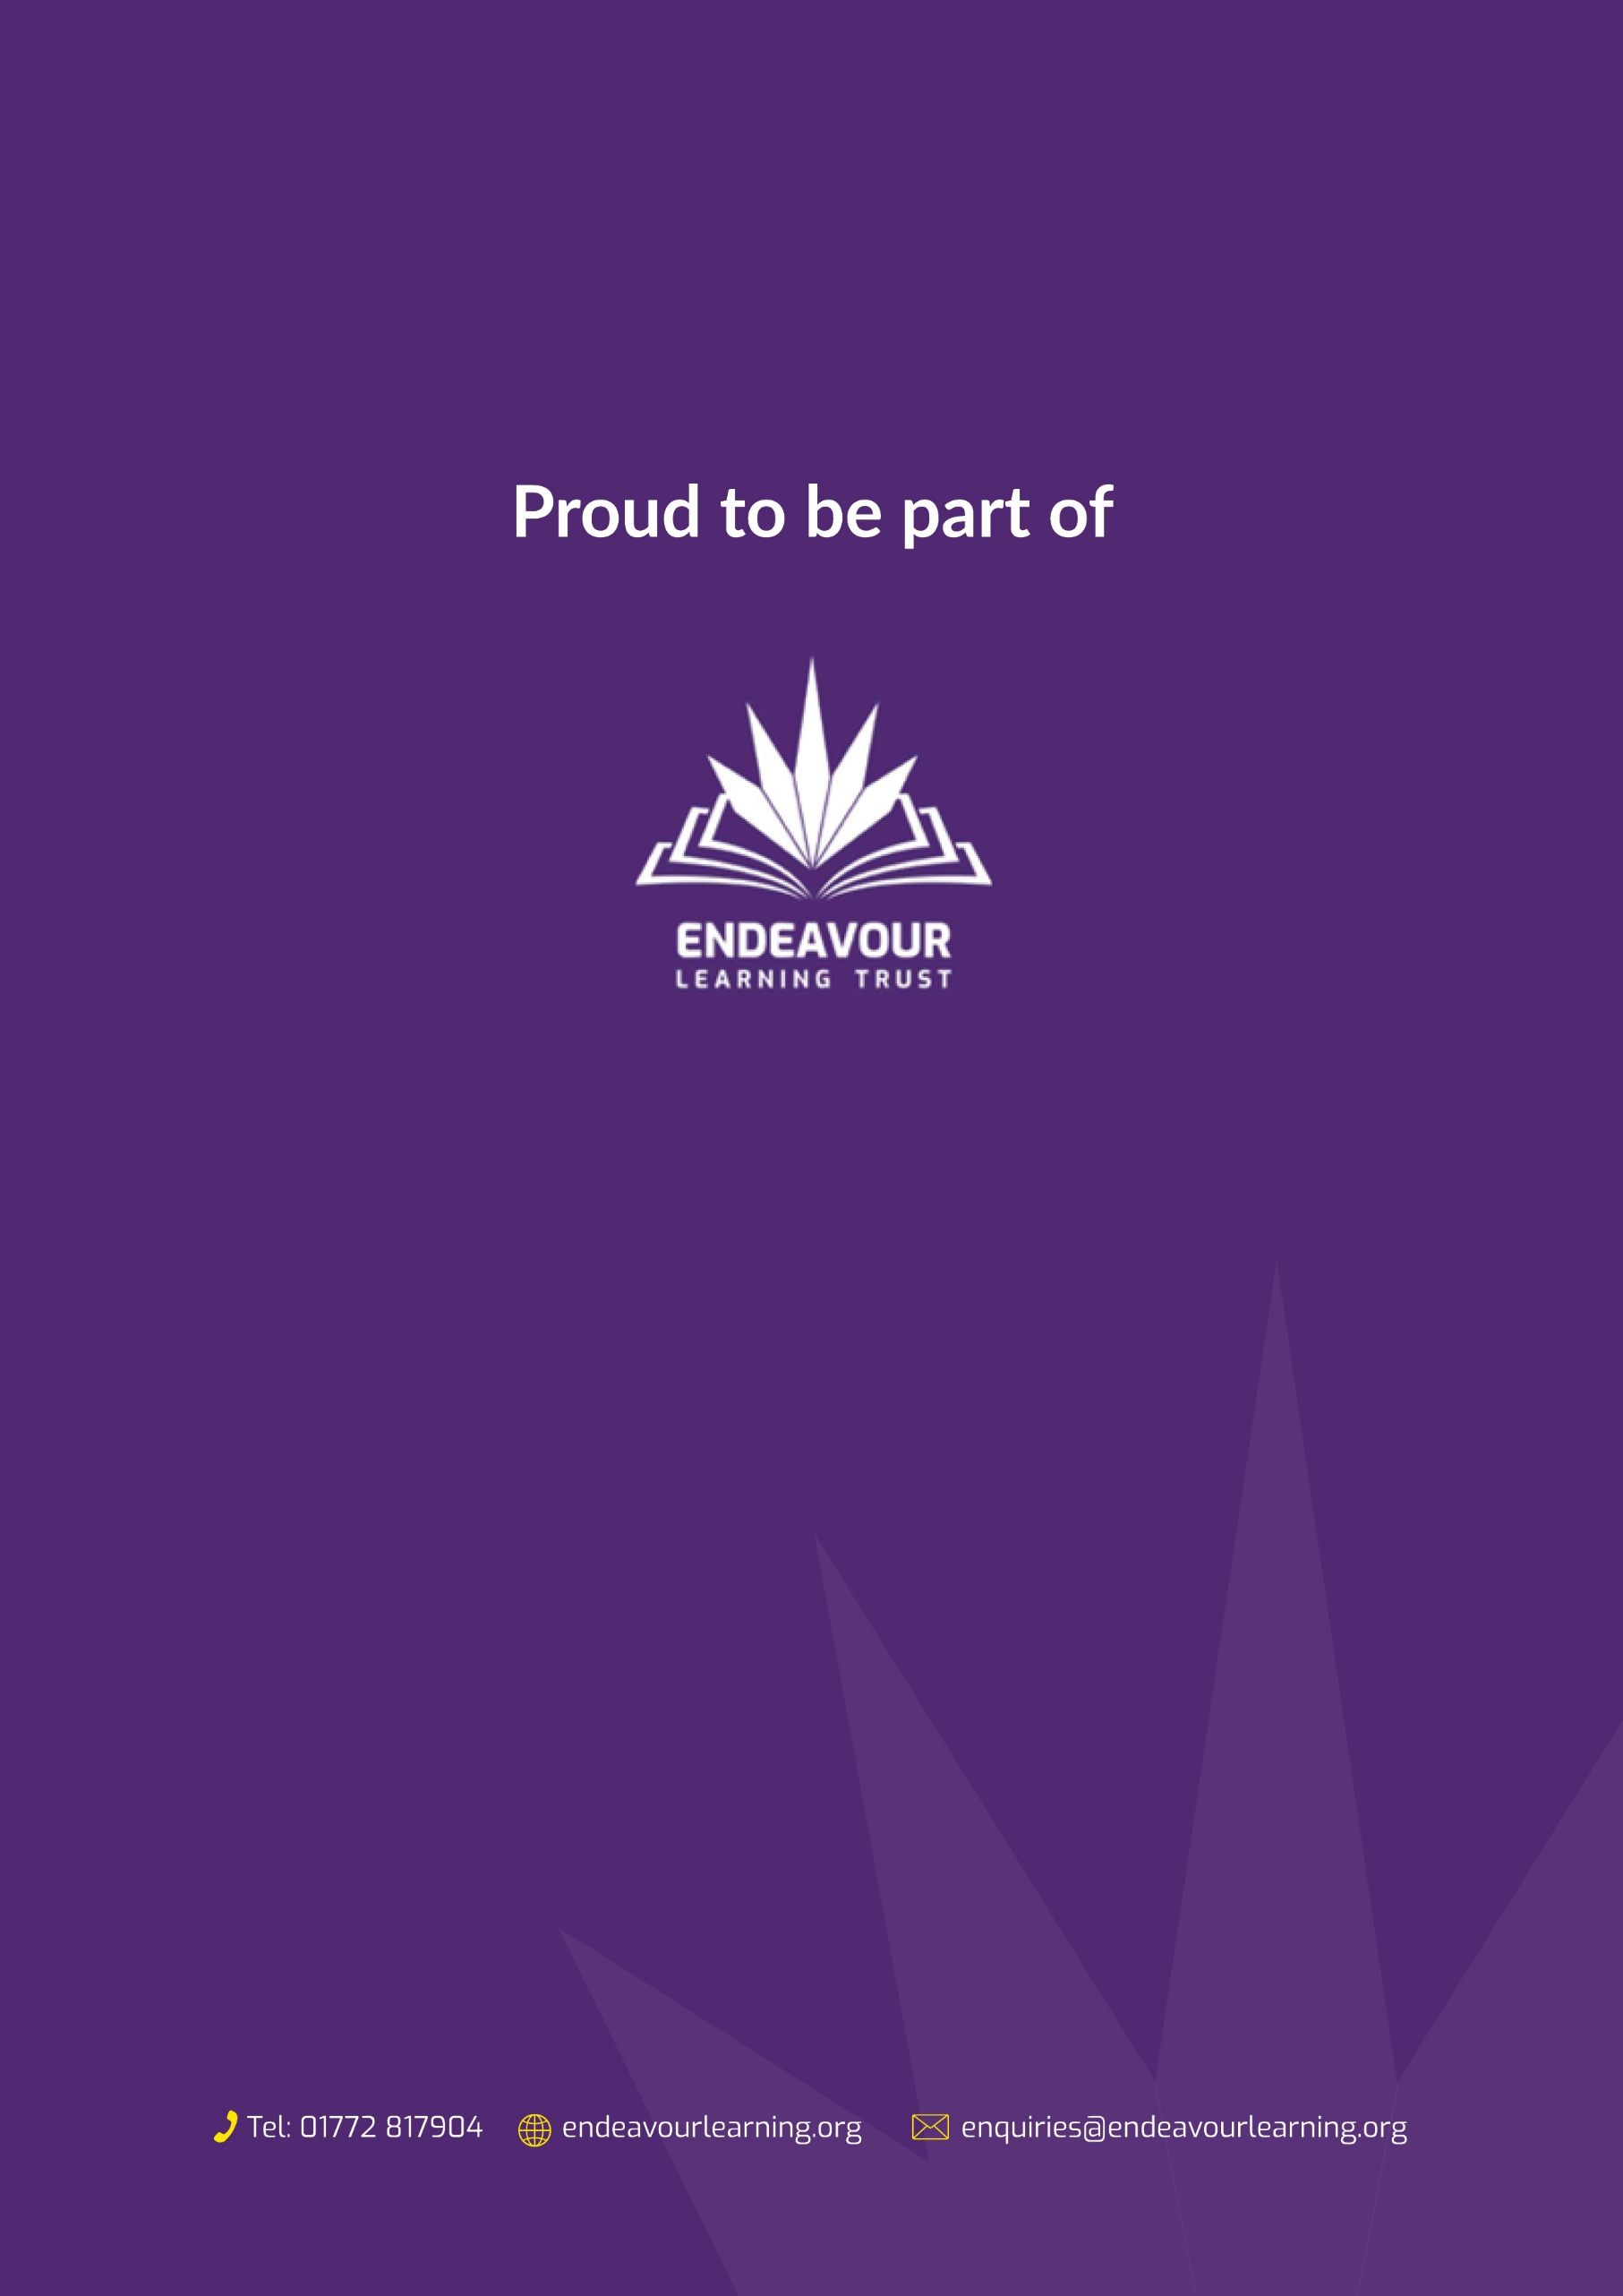 Proud to be part of
ENDEAVOUR
LEARNING TRUST
Tel: 01772 817904 endeavourlearning.org enquiries@endeavourlearning.org